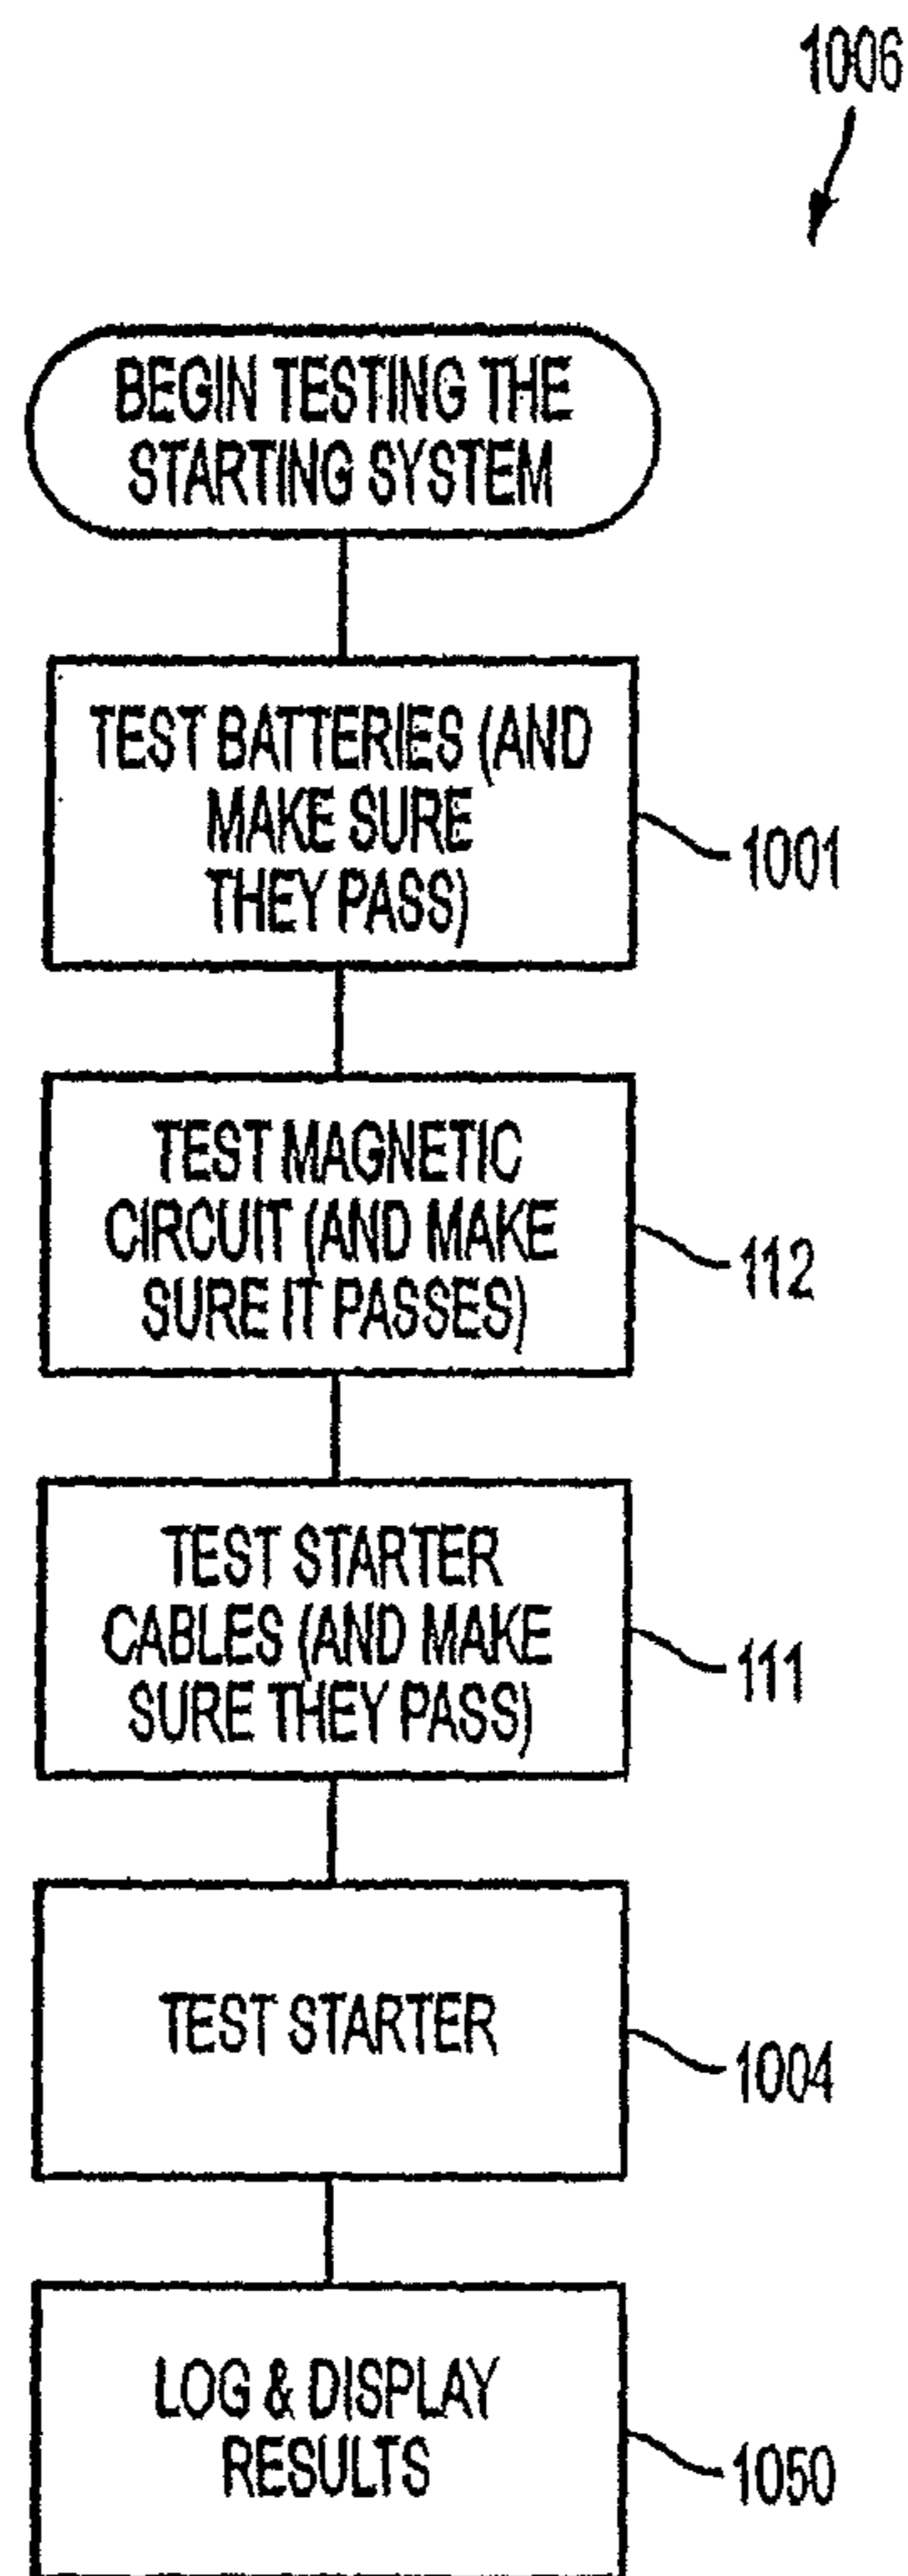 1006
BEGIN TESTING THE
STARTING SYSTEM
TEST BATTERIES (AND
MAKE SURE
THEY PASS)
1001
TEST MAGNETIC
CIRCUIT (AND MAKE
SURE IT PASSES)
112
TEST STARTER
CABLES (AND MAKE
SURE THEY PASS)
111
TEST STARTER
1004
LOG & DISPLAY
RESULTS
1050